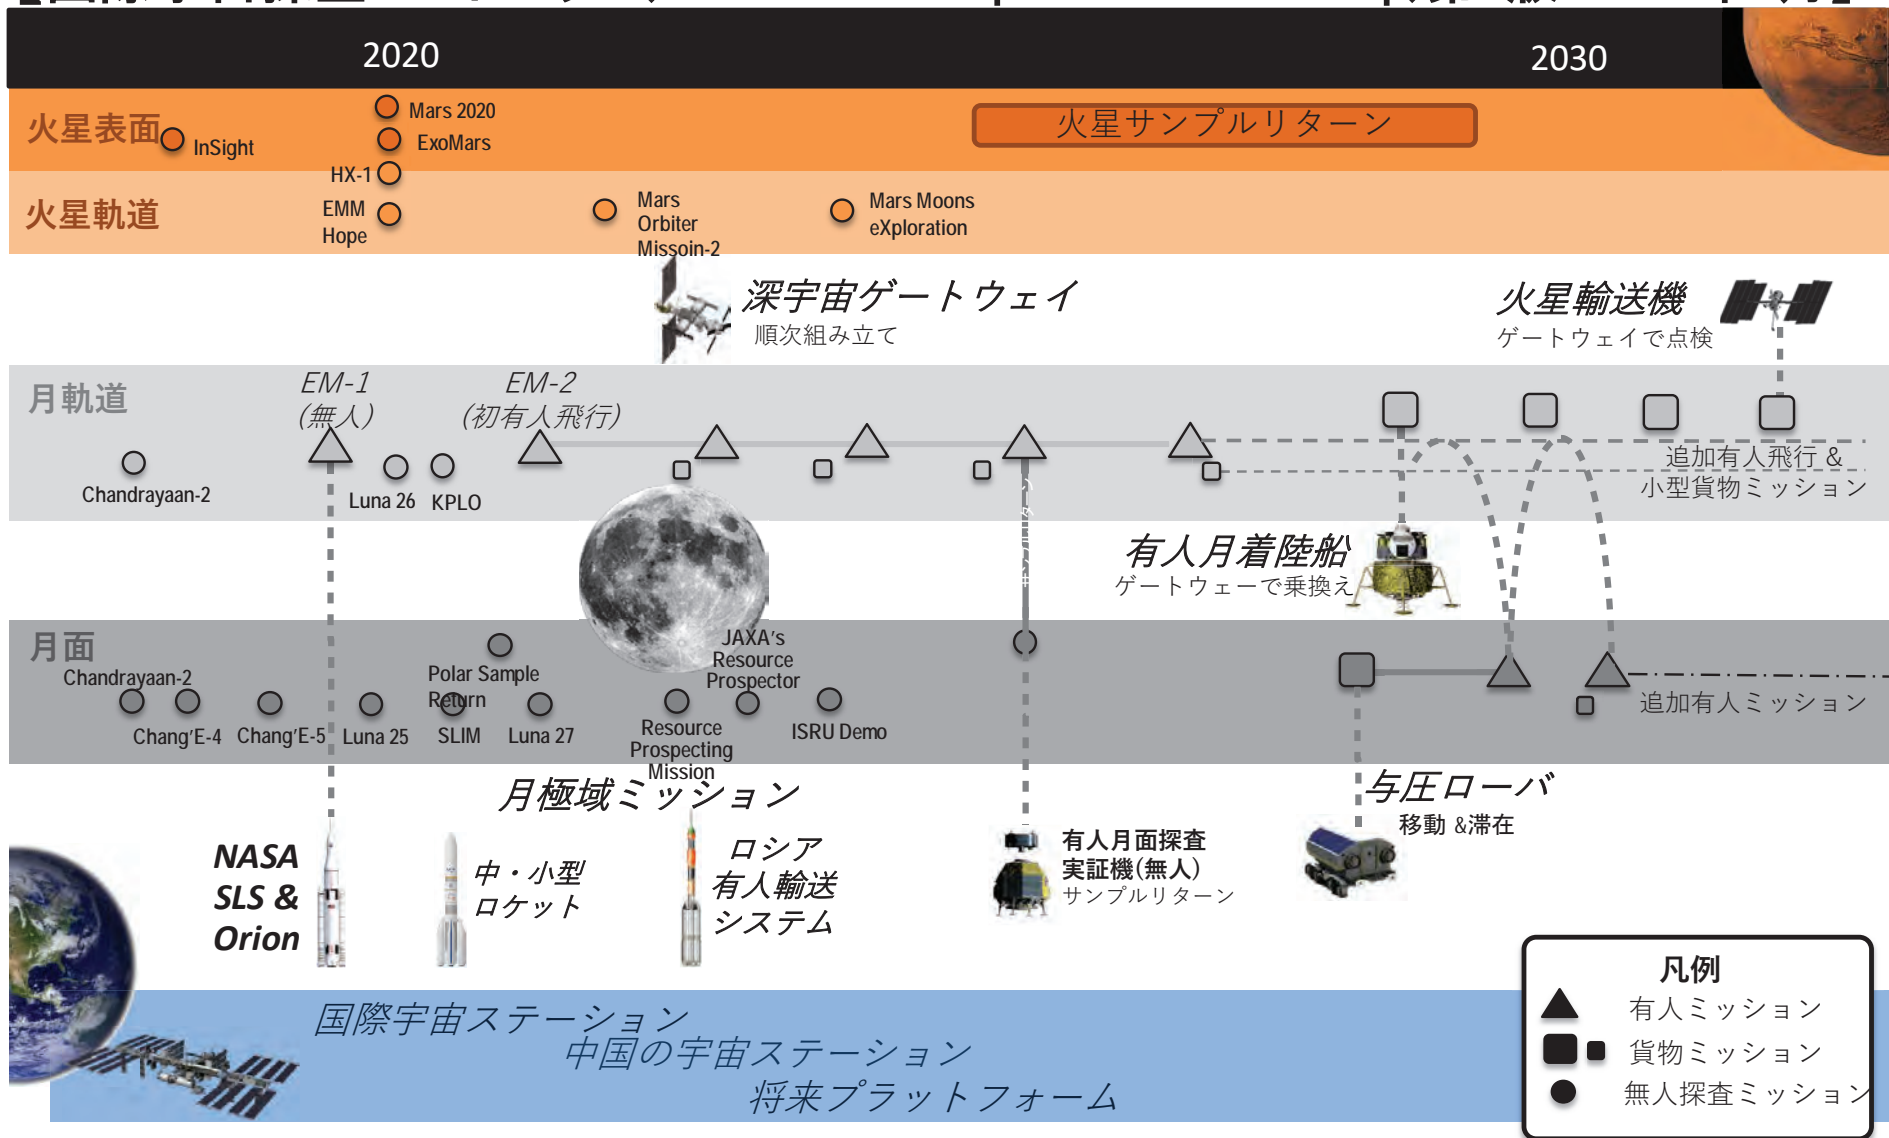 2020
2030
火星表面
InSight
Mars 2020
ExoMars
火星サンプルリターン
HX-1
火星軌道
EMM
Hope
Mars
Orbiter
Missoin-2
Mars Moons
eXploration
深宇宙ゲートウェイ
順次組み立て
火星輸送機
ゲートウェイで点検
月軌道
EM-1
(無人)
EM-2
(初有人飛行)
Chandrayaan-2
Luna 26
KPLO
追加有人飛行 &
小型貨物ミッション
サンプルリターン
有人月着陸船
ゲートウェーで乗換え
月面
Chandrayaan-2
Chang'E-4
Chang'E-5
Luna 25
Polar Sample
Return
SLIM
Luna 27
JAXA's
Resource
Prospector
Resource
Prospecting
Mission
ISRU Demo
追加有人ミッション
月極域ミッション
与圧ローバ
移動 &滞在
NASA
SLS &
Orion
中・小型
ロケット
ロシア
有人輸送
システム
有人月面探査
実証機(無人)
サンプルリターン
国際宇宙ステーション
中国の宇宙ステーション
将来プラットフォーム
凡例
有人ミッション
貨物ミッション
無人探査ミッション